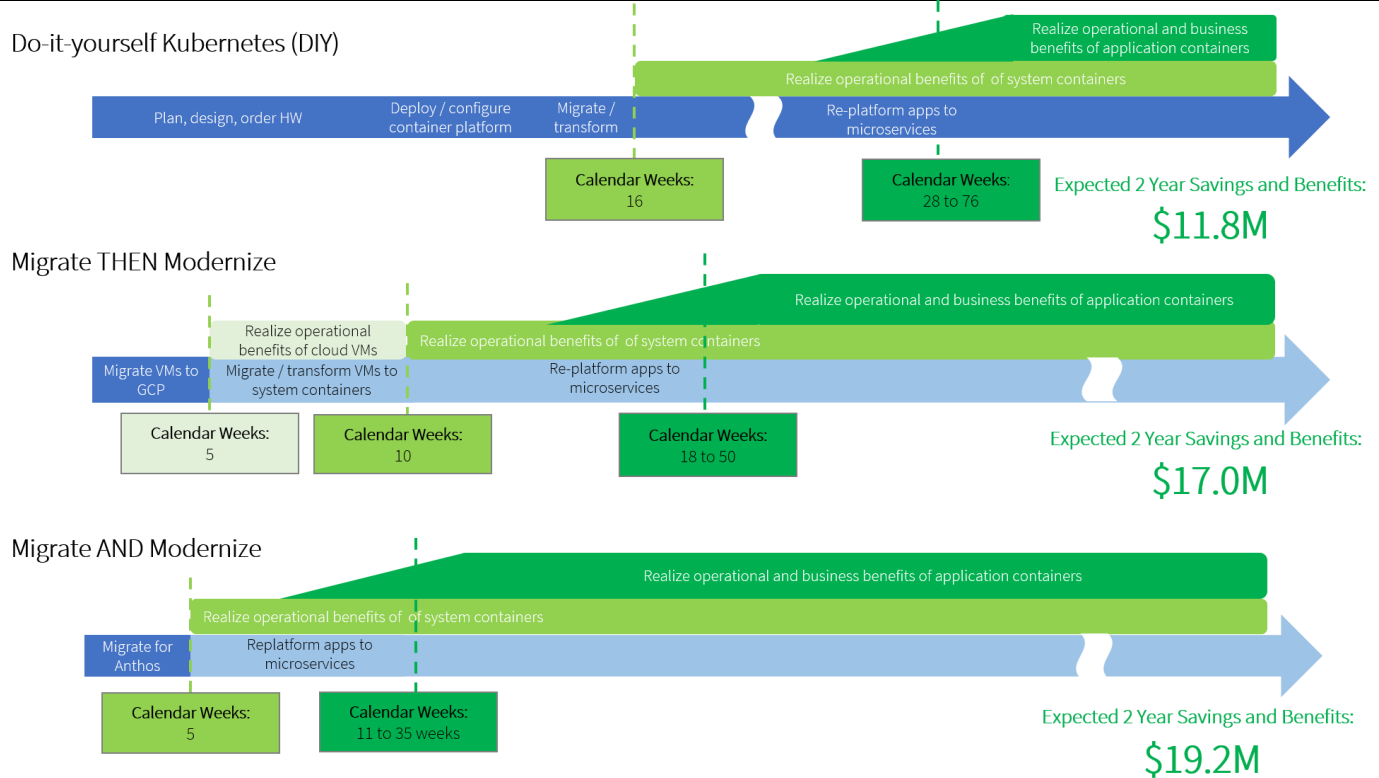 Do-it-yourself Kubernetes (DIY)
Realize operational and business
benefits of application containers
Realize operational benefits of  of system containers
Plan, design, order HW
Deploy / configure
container platform
Migrate /
transform
Re-platform apps to
microservices
Calendar Weeks:
16
Calendar Weeks:
28 to 76
Expected 2 Year Savings and Benefits:
$11.8M
Migrate THEN Modernize
Realize operational and business benefits of application containers
Realize operational
benefits of cloud VMs
Realize operational benefits of  of system containers
Migrate VMs to
GCP
Migrate / transform VMs to
system containers
Re-platform apps to
microservices
Calendar Weeks:
5
Calendar Weeks:
10
Calendar Weeks:
18 to 50
Expected 2 Year Savings and Benefits:
$17.0M
Migrate AND Modernize
Realize operational and business benefits of application containers
Realize operational benefits of  of system containers
Migrate for
Anthos
Replatform apps to
microservices
Calendar Weeks:
5
Calendar Weeks:
11 to 35 weeks
Expected 2 Year Savings and Benefits:
$19.2M